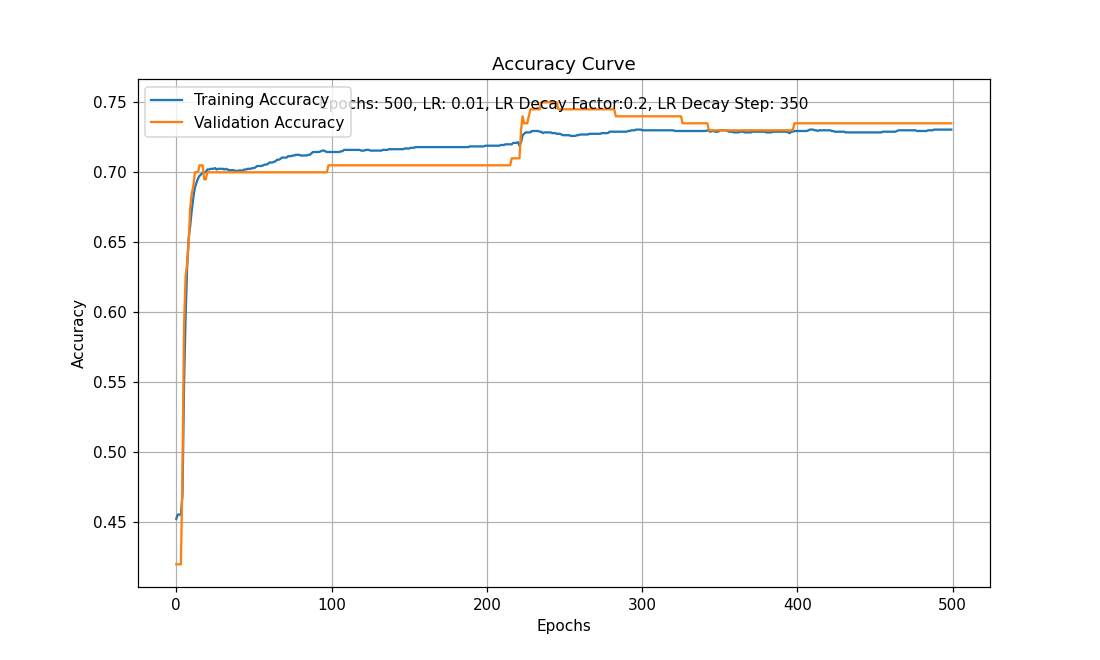 Accuracy Curve
Training Accuracy
Validation Accuracy
Epochs: 500, LR: 0.01, LR Decay Factor:0.2, LR Decay Step: 350
Accuracy
0.75
0.70
0.65
0.60
0.55
0.50
0.45
0 100 200 300 400 500
Epochs